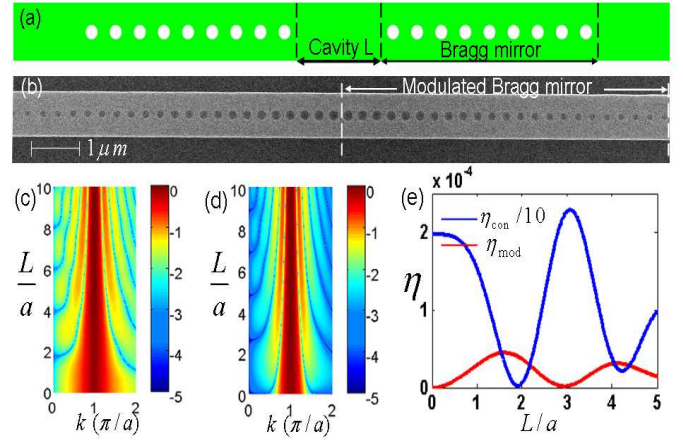 (a)
Cavity L
Bragg mirror
(b)
Modulated Bragg mirror
1 μm
(c)
10
8
6
4
2
0
L
a
0 1 2
k (π/a)
0
-1
-2
-3
-4
-5
(d)
10
8
6
4
2
0
L
a
0 1 2
k (π/a)
0
-1
-2
-3
-4
-5
(e)
x 10⁻⁴
η_con /10
η_mod
2
1
0
η
0 1 2 3 4 5
L/a